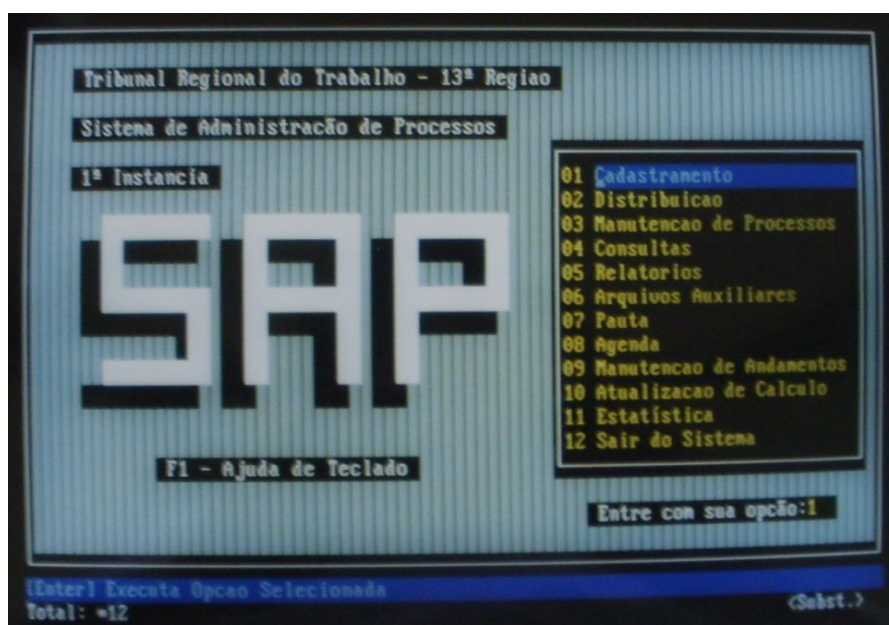 Tribunal Regional do Trabalho - 13ª Regiao
Sistema de Administracão de Processos
1ª Instancia
SAP
F1 - Ajuda de Teclado
01 Cadastramento
02 Distribuicao
03 Manutencao de Processos
04 Consultas
05 Relatorios
06 Arquivos Auxiliares
07 Pauta
08 Agenda
09 Manutencao de Andamentos
10 Atualizacao de Calculo
11 Estatística
12 Sair do Sistema
Entre com sua opcão:1
[Enter] Executa Opcao Selecionada
Total: *12
<Subst.>